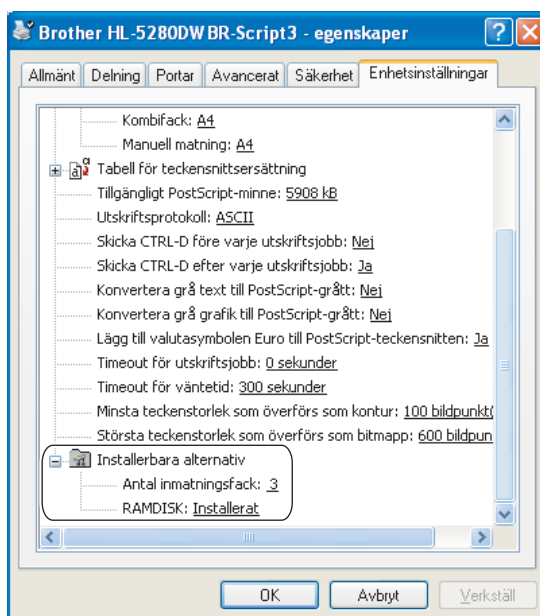 Brother HL-5280DW BR-Script3 - egenskaper
Allmänt Delning Portar Avancerat Säkerhet Enhetsinställningar
Kombifack: A4
Manuell matning: A4
Tabell för teckensnittsersättning
Tillgängligt PostScript-minne: 5908 kB
Utskriftsprotokoll: ASCII
Skicka CTRL-D före varje utskriftsjobb: Nej
Skicka CTRL-D efter varje utskriftsjobb: Ja
Konvertera grå text till PostScript-grått: Nej
Konvertera grå grafik till PostScript-grått: Nej
Lägg till valutasymbolen Euro till PostScript-teckensnitten: Ja
Timeout för utskriftsjobb: 0 sekunder
Timeout för väntetid: 300 sekunder
Minsta teckenstorlek som överförs som kontur: 100 bildpunkt(
Största teckenstorlek som överförs som bitmapp: 600 bildpun
Installerbara alternativ
Antal inmatningsfack: 3
RAMDISK: Installerat
OK Avbryt Verkställ